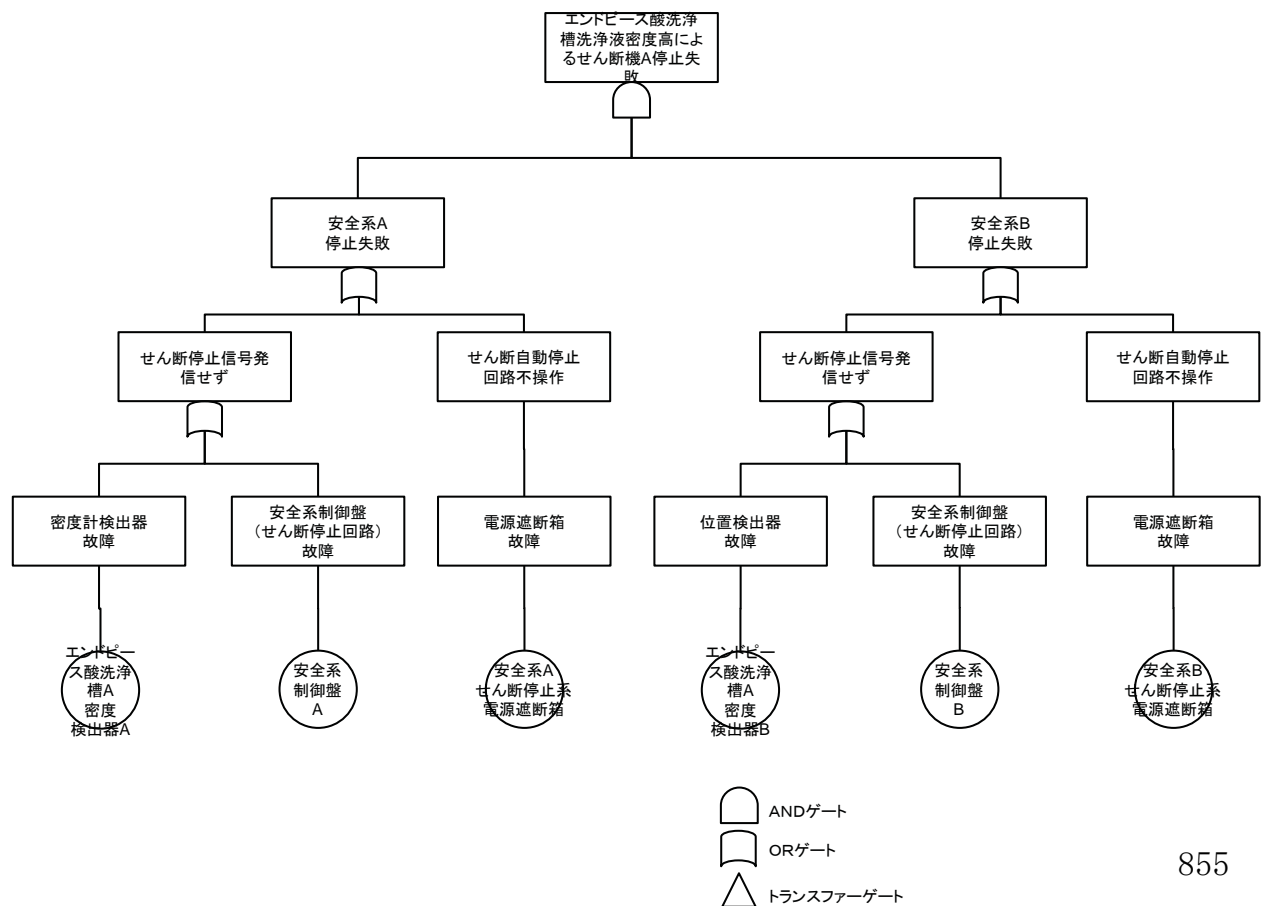 エンドピース酸洗浄
槽洗浄液密度高によ
るせん断機A停止失
敗
安全系A
停止失敗
安全系B
停止失敗
せん断停止信号発
信せず
せん断自動停止
回路不操作
せん断停止信号発
信せず
せん断自動停止
回路不操作
密度計検出器
故障
安全系制御盤
(せん断停止回路)
故障
電源遮断箱
故障
位置検出器
故障
安全系制御盤
(せん断停止回路)
故障
電源遮断箱
故障
エンドピー
ス酸洗浄
槽A
密度
検出器A
安全系
制御盤
A
安全系A
せん断停止系
電源遮断箱
エンドピー
ス酸洗浄
槽A
密度
検出器B
安全系
制御盤
B
安全系B
せん断停止系
電源遮断箱
ANDゲート
ORゲート
トランスファーゲート
855